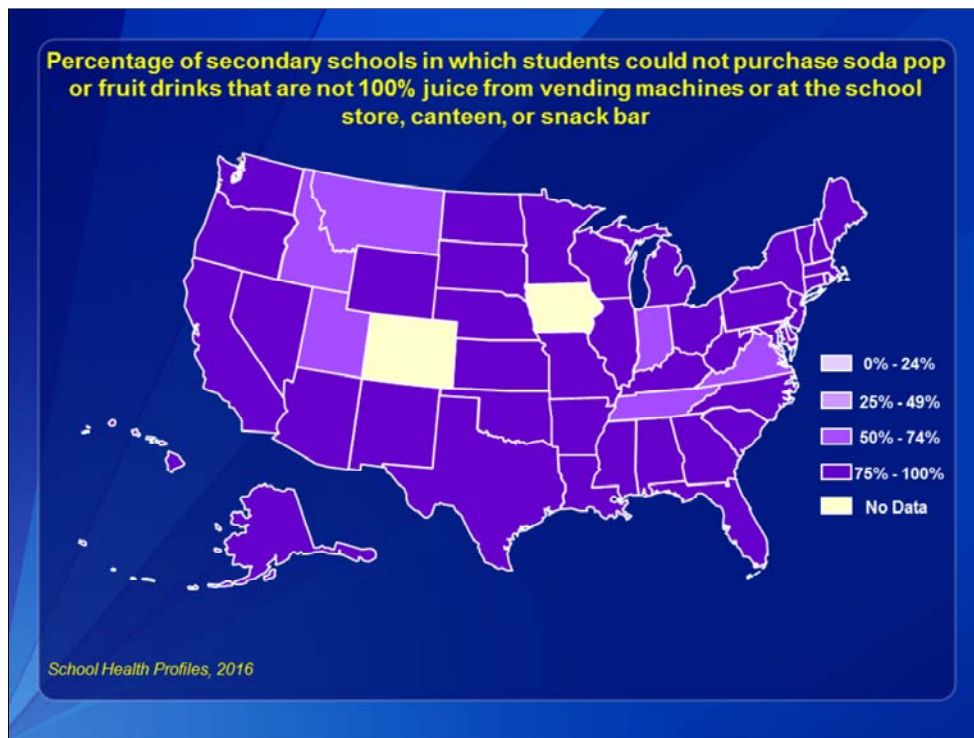 Percentage of secondary schools in which students could not purchase soda pop
or fruit drinks that are not 100% juice from vending machines or at the school
store, canteen, or snack bar
0% - 24%
25% - 49%
50% - 74%
75% - 100%
No Data
School Health Profiles, 2016